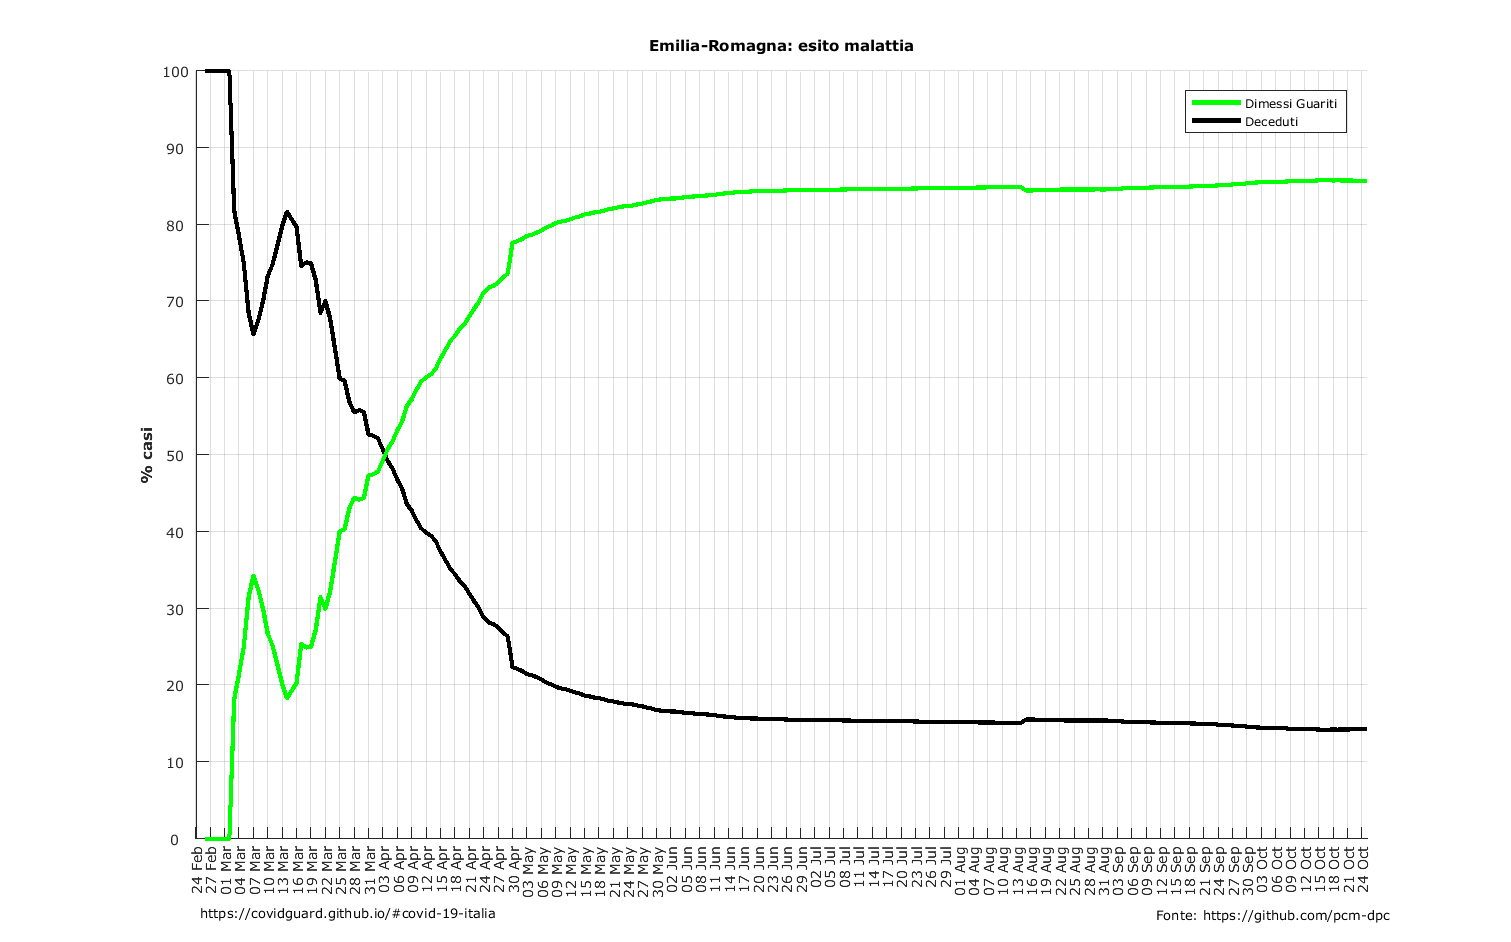 Emilia-Romagna: esito malattia
100
90
80
70
60
50
40
30
20
10
0
% casi
Dimessi Guariti
Deceduti
24 Feb
27 Feb
01 Mar
04 Mar
07 Mar
10 Mar
13 Mar
16 Mar
19 Mar
22 Mar
25 Mar
28 Mar
31 Mar
03 Apr
06 Apr
09 Apr
12 Apr
15 Apr
18 Apr
21 Apr
24 Apr
27 Apr
30 Apr
03 May
06 May
09 May
12 May
15 May
18 May
21 May
24 May
27 May
30 May
02 Jun
05 Jun
08 Jun
11 Jun
14 Jun
17 Jun
20 Jun
23 Jun
26 Jun
29 Jun
02 Jul
05 Jul
08 Jul
11 Jul
14 Jul
17 Jul
20 Jul
23 Jul
26 Jul
29 Jul
01 Aug
04 Aug
07 Aug
10 Aug
13 Aug
16 Aug
19 Aug
22 Aug
25 Aug
28 Aug
31 Aug
03 Sep
06 Sep
09 Sep
12 Sep
15 Sep
18 Sep
21 Sep
24 Sep
27 Sep
30 Sep
03 Oct
06 Oct
09 Oct
12 Oct
15 Oct
18 Oct
21 Oct
24 Oct
https://covidguard.github.io/#covid-19-italia
Fonte: https://github.com/pcm-dpc